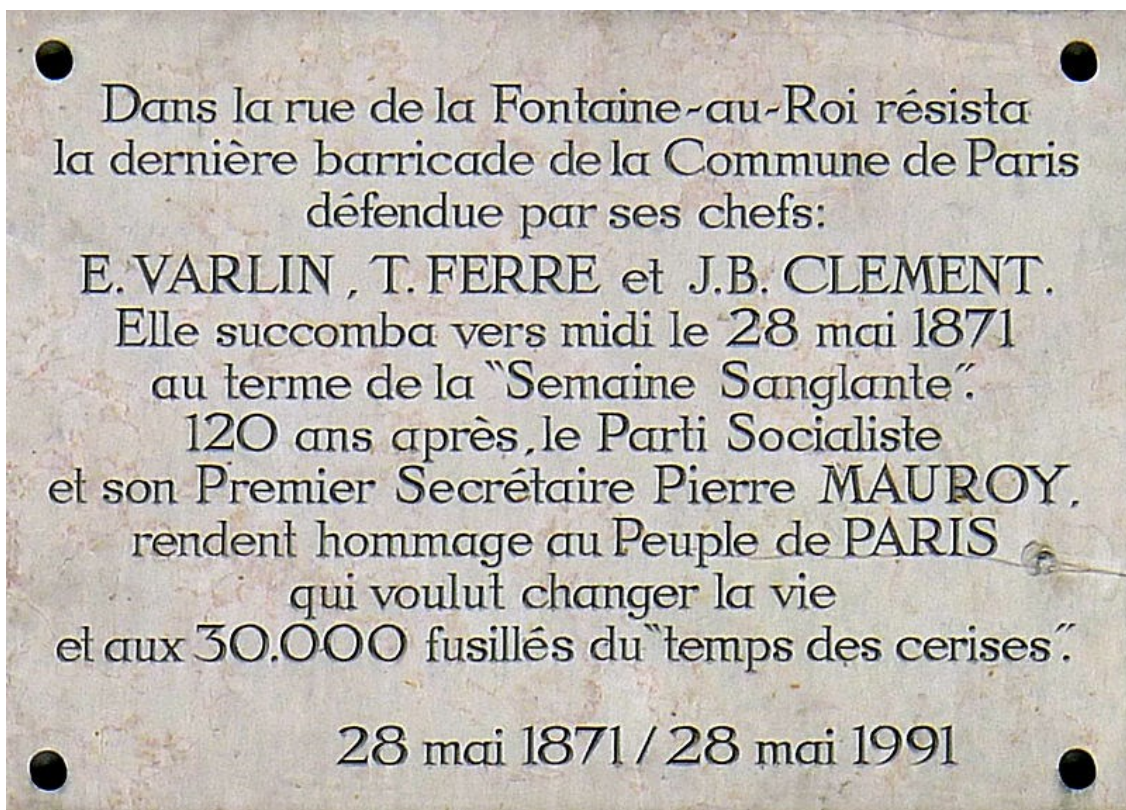 Dans la rue de la Fontaine-au-Roi résista
la dernière barricade de la Commune de Paris
défendue par ses chefs:
E. VARLIN, T. FERRE et J.B. CLEMENT.
Elle succomba vers midi le 28 mai 1871
au terme de la "Semaine Sanglante".
120 ans après, le Parti Socialiste
et son Premier Secrétaire Pierre MAUROY,
rendent hommage au Peuple de PARIS
qui voulut changer la vie
et aux 30.000 fusillés du "temps des cerises".
28 mai 1871 / 28 mai 1991